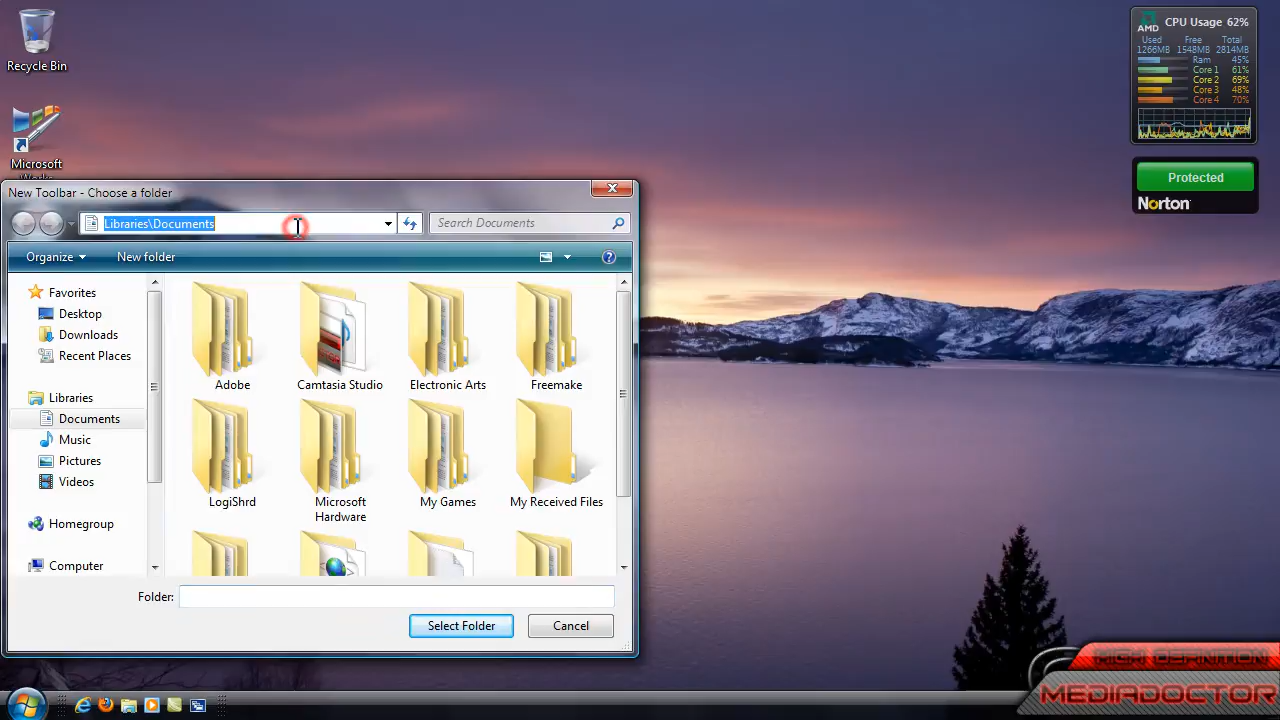 Recycle Bin
Microsoft
Works
AMD
CPU Usage 62%
Used Free Total
1266MB 1548MB 2814MB
Ram 45%
Core 1 61%
Core 2 69%
Core 3 48%
Core 4 70%
Protected
Norton
New Toolbar - Choose a folder
Libraries\Documents
Search Documents
Organize
New folder
Favorites
Desktop
Downloads
Recent Places
Libraries
Documents
Music
Pictures
Videos
Homegroup
Computer
Adobe
Camtasia Studio
Electronic Arts
Freemake
LogiShrd
Microsoft
Hardware
My Games
My Received Files
Folder:
Select Folder
Cancel
HIGH DEFINITION
MEDIADOCTOR